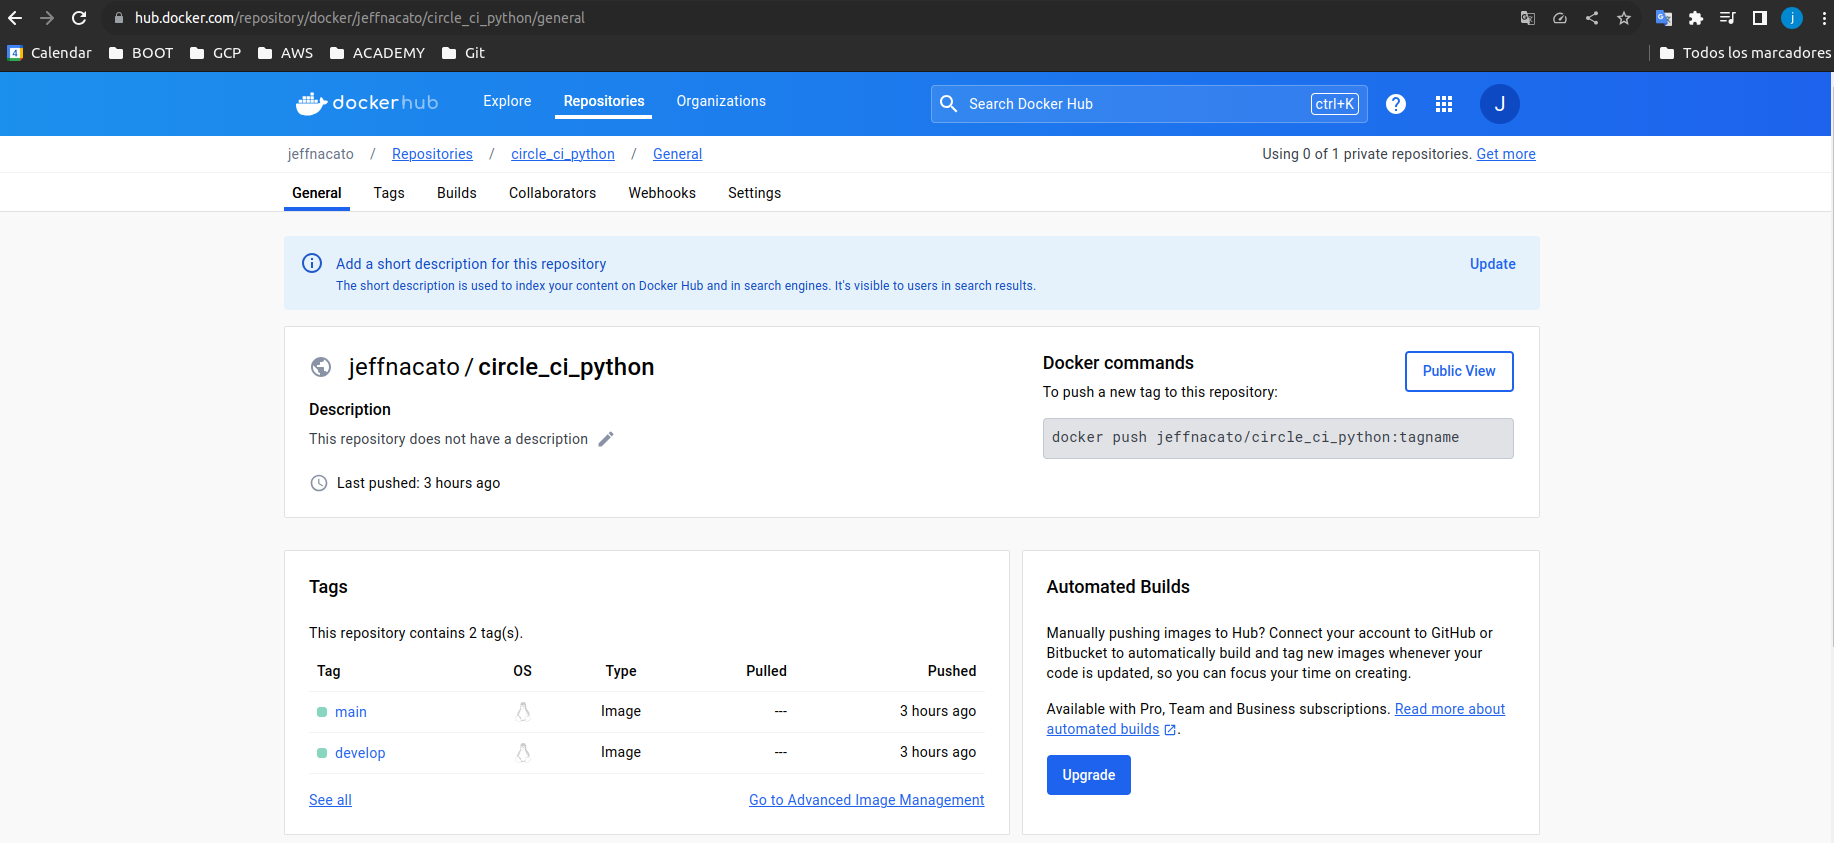 hub.docker.com/repository/docker/jeffnacato/circle_ci_python/general
j
4 Calendar BOOT GCP AWS ACADEMY Git Todos los marcadores
dockerhub Explore Repositories Organizations Search Docker Hub ctrl+K ? J
jeffnacato / Repositories / circle_ci_python / General Using 0 of 1 private repositories. Get more
General Tags Builds Collaborators Webhooks Settings
Add a short description for this repository Update
The short description is used to index your content on Docker Hub and in search engines. It's visible to users in search results.
jeffnacato / circle_ci_python
Description
This repository does not have a description
Last pushed: 3 hours ago
Docker commands
Public View
To push a new tag to this repository:
docker push jeffnacato/circle_ci_python:tagname
Tags
This repository contains 2 tag(s).
Tag OS Type Pulled Pushed
main Image --- 3 hours ago
develop Image --- 3 hours ago
See all Go to Advanced Image Management
Automated Builds
Manually pushing images to Hub? Connect your account to GitHub or
Bitbucket to automatically build and tag new images whenever your
code is updated, so you can focus your time on creating.
Available with Pro, Team and Business subscriptions. Read more about
automated builds .
Upgrade